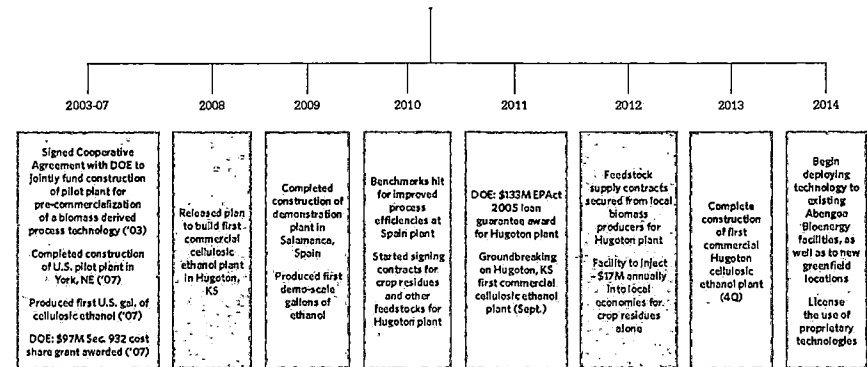 2003-07
2008
2009
2010
2011
2012
2013
2014
Signed Cooperative
Agreement with DOE to
jointly fund construction
of pilot plant for
pre-commercialization
of a biomass derived
process technology ('03)
Completed construction
of U.S. pilot plant in
York, NE ('07)
Produced first U.S. gal. of
cellulosic ethanol ('07)
DOE: $97M Sec. 932 cost
share grant awarded ('07)
Released plan
to build first
commercial
cellulosic
ethanol plant
in Hugoton,
KS
Completed
construction of
demonstration
plant in
Salamanca,
Spain
Produced first
demo-scale
gallons of
ethanol
Benchmarks hit
for improved
process
efficiencies at
Spain plant
Started signing
contracts for
crop residues
and other
feedstocks for
Hugoton plant
DOE: $133M EPAct
2005 loan
guarantee award
for Hugoton plant
Groundbreaking
on Hugoton, KS
first commercial
cellulosic ethanol
plant (Sept.)
Feedstock
supply contracts
secured from local
biomass
producers for
Hugoton plant
Facility to inject
~$17M annually
into local
economies for
crop residues
alone
Complete
construction
of first
commercial
Hugoton
cellulosic
ethanol plant
(4Q)
Begin
deploying
technology to
existing
Abengoa
Bioenergy
facilities, as
well as to new
greenfield
locations
License
the use of
proprietary
technologies